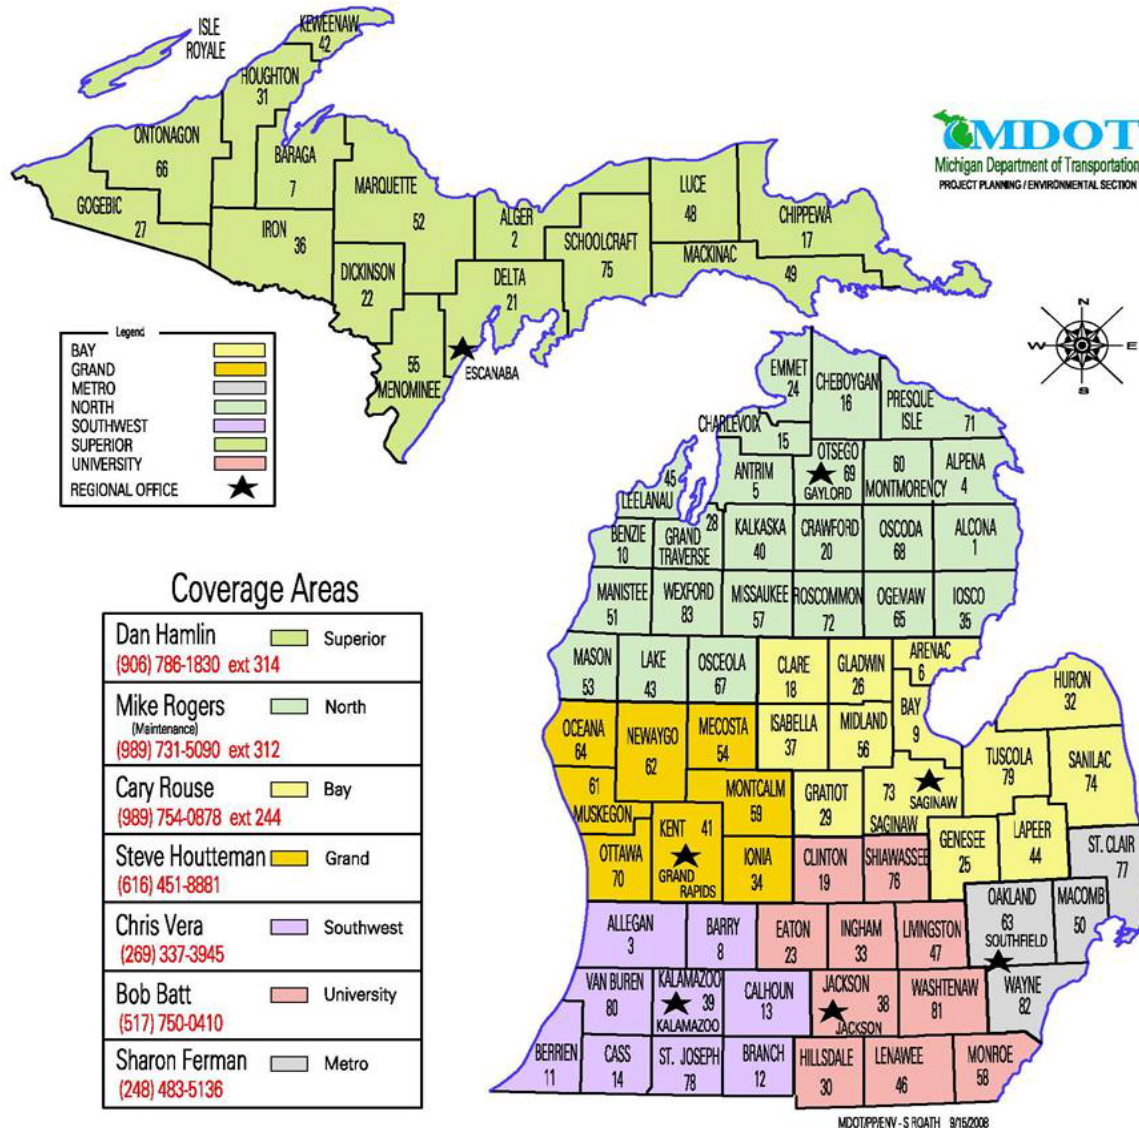 ISLE
ROYALE
KEWEENAW
42
HOUGHTON
31
ONTONAGON
66
BARAGA
7
GOGEBIC
27
IRON 36
MARQUETTE
52
DICKINSON
22
ALGER
2
DELTA
21
SCHOOLCRAFT
75
LUCE
48
CHIPPEWA
17
MACKINAC
49
55
MENOMINEE
ESCANABA
MDOT
Michigan Department of Transportation
PROJECT PLANNING / ENVIRONMENTAL SECTION
N
W E
S
Legend
BAY
GRAND
METRO
NORTH
SOUTHWEST
SUPERIOR
UNIVERSITY
REGIONAL OFFICE
EMMET
24
CHEBOYGAN
16
PRESQUE
ISLE 71
CHARLEVOIX
15
ANTRIM
5
OTSEGO
69
GAYLORD
60
MONTMORENCY
ALPENA
4
45
LEELANAU
BENZIE
10
28
GRAND
TRAVERSE
KALKASKA
40
CRAWFORD
20
OSCODA
68
ALCONA
1
MANISTEE
51
WEXFORD
83
MISSAUKEE
57
ROSCOMMON
72
OGEMAW
65
IOSCO
35
MASON
53
LAKE
43
OSCEOLA
67
CLARE
18
GLADWIN
26
ARENAC
6
HURON
32
OCEANA
64
NEWAYGO
62
MECOSTA
54
ISABELLA
37
MIDLAND
56
BAY
9
TUSCOLA
79
SANILAC
74
61
MUSKEGON
MONTCALM
59
GRATIOT
29
73
SAGINAW
SAGINAW
KENT 41
GRAND
RAPIDS
OTTAWA
70
IONIA
34
CLINTON
19
SHIAWASSEE
76
GENESEE
25
LAPEER
44
ST. CLAIR
77
ALLEGAN
3
BARRY
8
EATON
23
INGHAM
33
LIVINGSTON
47
OAKLAND
63
SOUTHFIELD
MACOMB
50
VAN BUREN
80
KALAMAZOO
39
KALAMAZOO
CALHOUN
13
JACKSON
38
JACKSON
WASHTENAW
81
WAYNE
82
BERRIEN
11
CASS
14
ST. JOSEPH
78
BRANCH
12
HILLSDALE
30
LENAWEE
46
MONROE
58
Coverage Areas
Dan Hamlin Superior
(906) 786-1830 ext 314
Mike Rogers North
(Maintenance)
(989) 731-5090 ext 312
Cary Rouse Bay
(989) 754-0878 ext 244
Steve Houtteman Grand
(616) 451-8881
Chris Vera Southwest
(269) 337-3945
Bob Batt University
(517) 750-0410
Sharon Ferman Metro
(248) 483-5136
MDOT/PP/ENV - S ROATH 9/15/2008